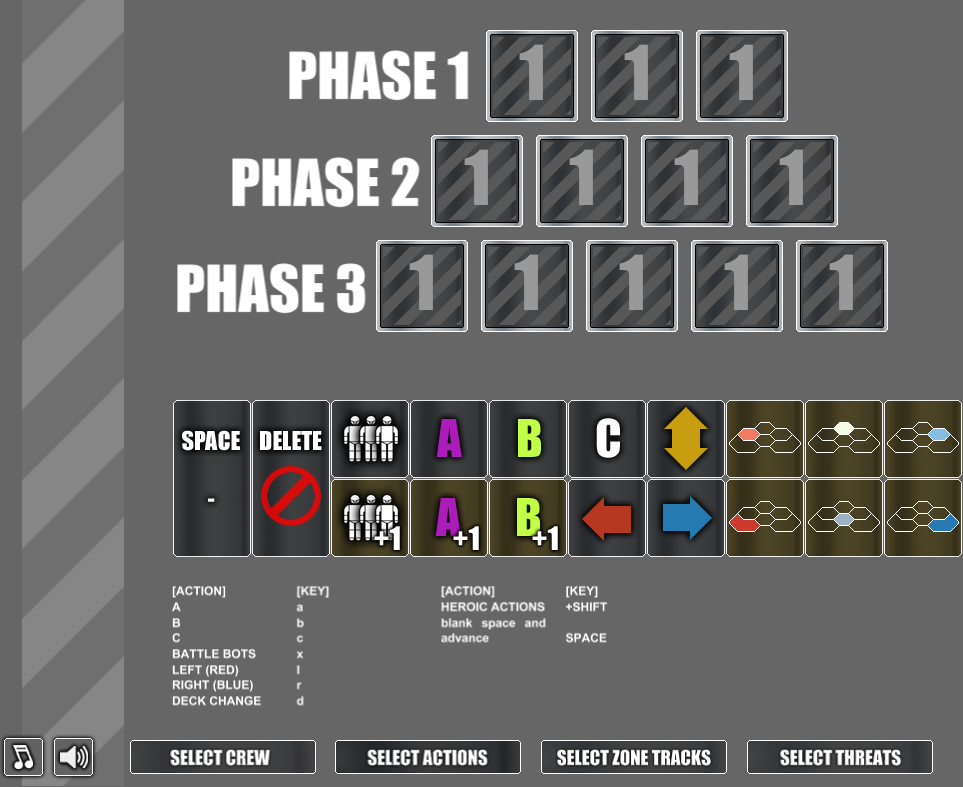 PHASE 1 1 1 1
PHASE 2 1 1 1 1
PHASE 3 1 1 1 1 1
SPACE DELETE A B C
-
+1 A+1 B+1
[ACTION] [KEY] [ACTION] [KEY]
A a HEROIC ACTIONS +SHIFT
B b blank space and
C c advance SPACE
BATTLE BOTS x
LEFT (RED) l
RIGHT (BLUE) r
DECK CHANGE d
SELECT CREW SELECT ACTIONS SELECT ZONE TRACKS SELECT THREATS